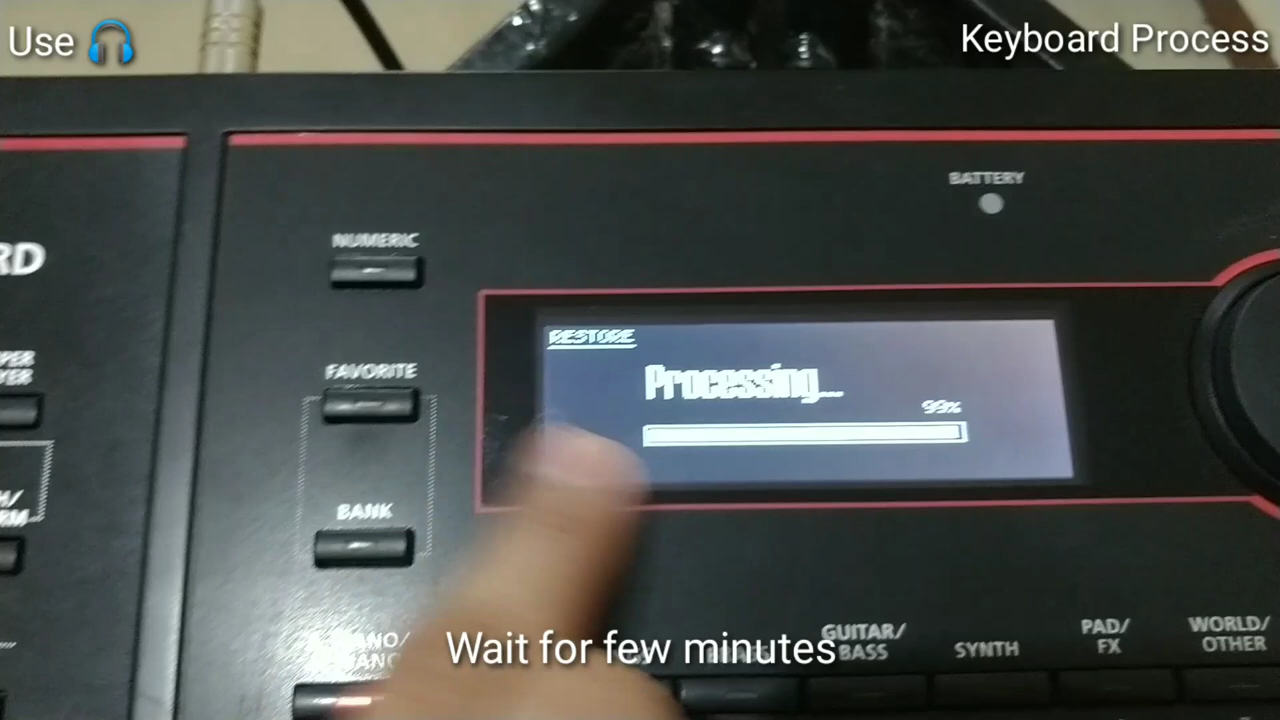 Use 🎧
Keyboard Process
BATTERY
RD
NUMERIC
RESTORE
Processing...
99%
FAVORITE
BANK
Wait for few minutes
GUITAR/
BASS
SYNTH
PAD/
FX
WORLD/
OTHER